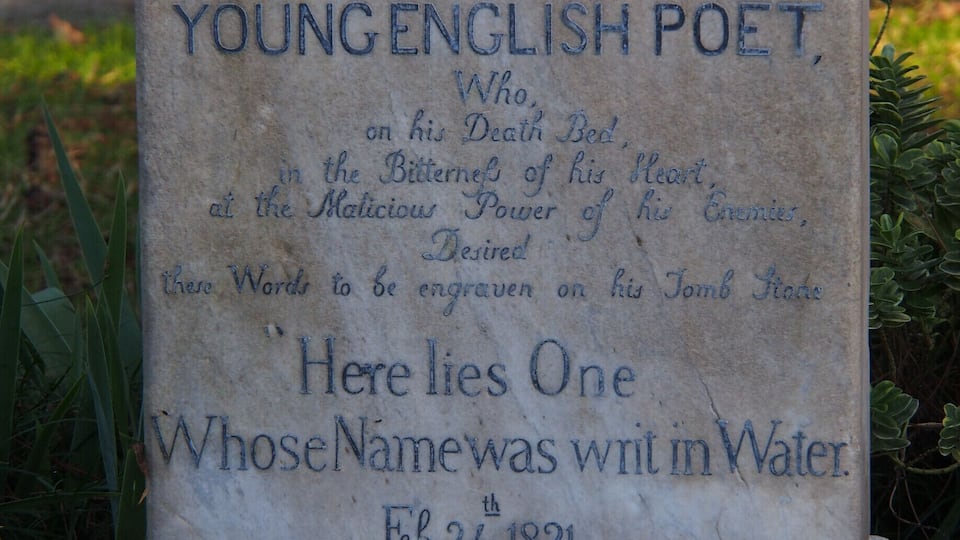 YOUNG ENGLISH POET,
Who,
on his Death Bed,
in the Bitterneſs of his Heart,
at the Malicious Power of his Enemies,
Desired
these Words to be engraven on his Tomb Stone
"Here lies One
Whose Name was writ in Water.
Feb 24th 1821